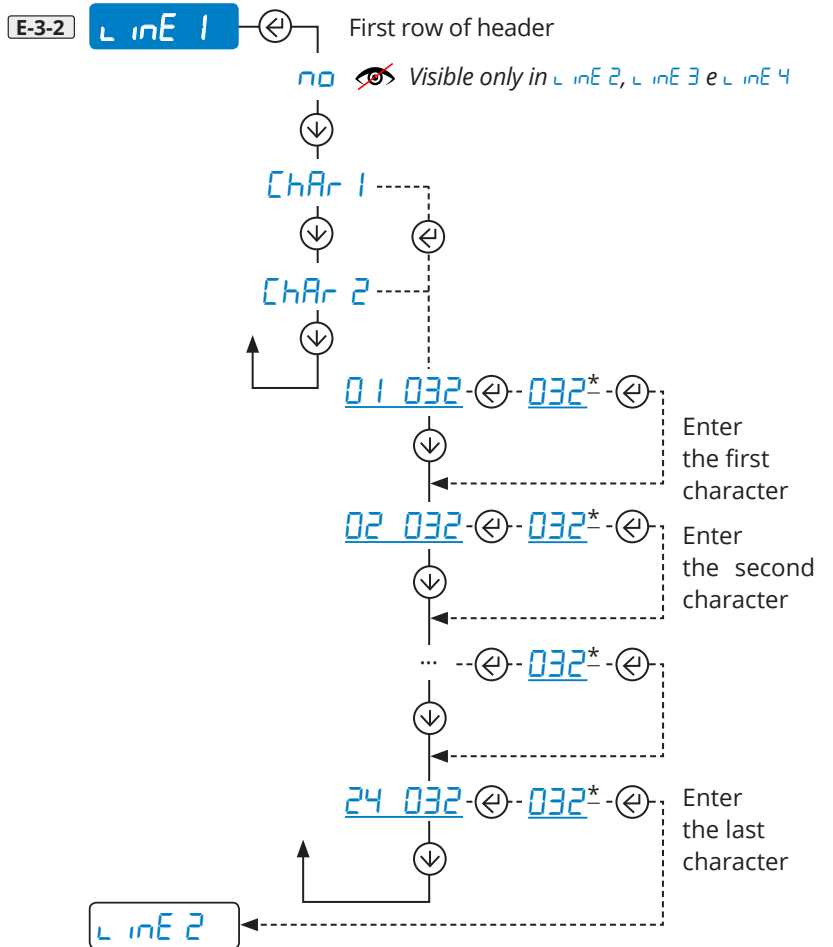 E-3-2 LinE 1 First row of header
no Visible only in LinE 2, LinE 3 e LinE 4
ChAr 1
ChAr 2
01 032 032*
Enter
the first
character
02 032 032*
Enter
the second
character
... 032*
24 032 032*
Enter
the last
character
LinE 2